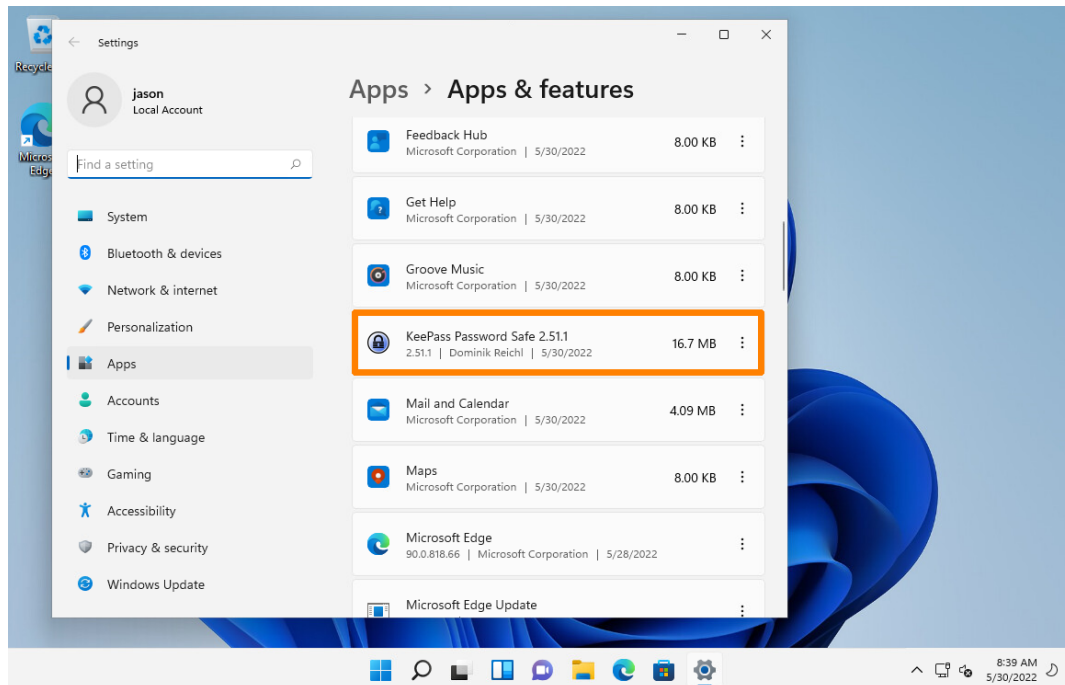 Recycle
Micros
Edge
Settings
jason
Local Account
Find a setting
System
Bluetooth & devices
Network & internet
Personalization
Apps
Accounts
Time & language
Gaming
Accessibility
Privacy & security
Windows Update
Apps > Apps & features
Feedback Hub
Microsoft Corporation | 5/30/2022
8.00 KB
Get Help
Microsoft Corporation | 5/30/2022
8.00 KB
Groove Music
Microsoft Corporation | 5/30/2022
8.00 KB
KeePass Password Safe 2.51.1
2.51.1 | Dominik Reichl | 5/30/2022
16.7 MB
Mail and Calendar
Microsoft Corporation | 5/30/2022
4.09 MB
Maps
Microsoft Corporation | 5/30/2022
8.00 KB
Microsoft Edge
90.0.818.66 | Microsoft Corporation | 5/28/2022
Microsoft Edge Update
8:39 AM
5/30/2022